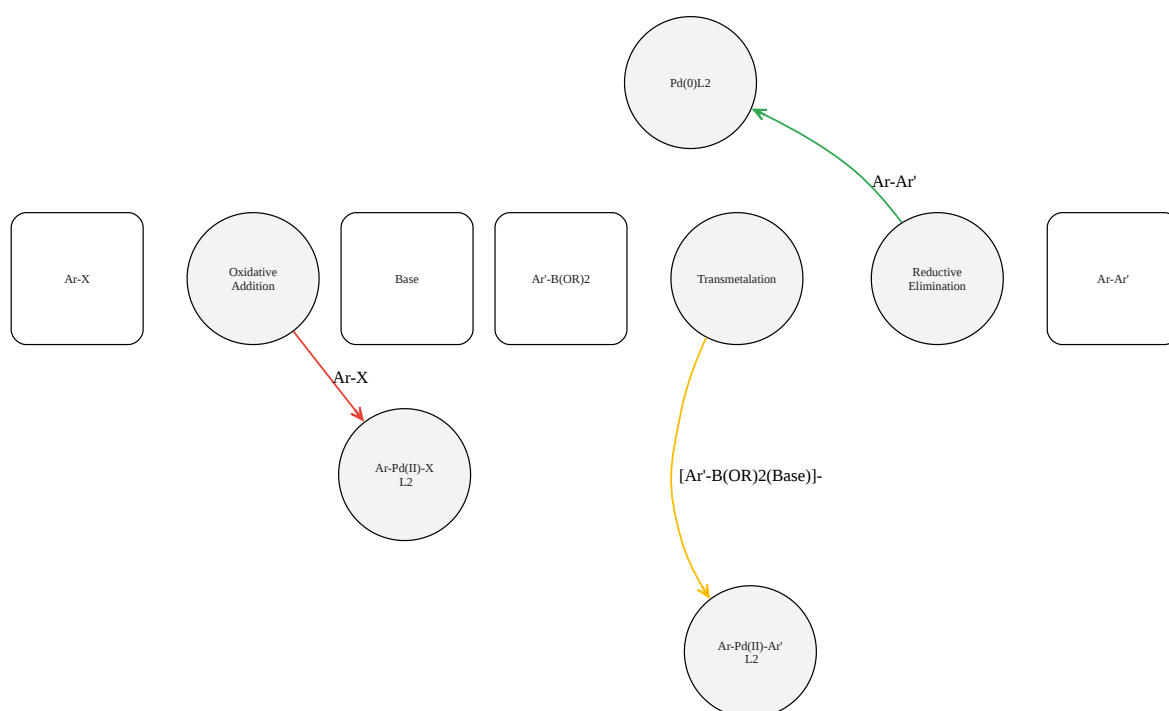 Pd(0)L2
Ar-Ar'
Ar-X
Oxidative
Addition
Base
Ar'-B(OR)2
Transmetalation
Reductive
Elimination
Ar-Ar'
Ar-X
Ar-Pd(II)-X
L2
[Ar'-B(OR)2(Base)]-
Ar-Pd(II)-Ar'
L2